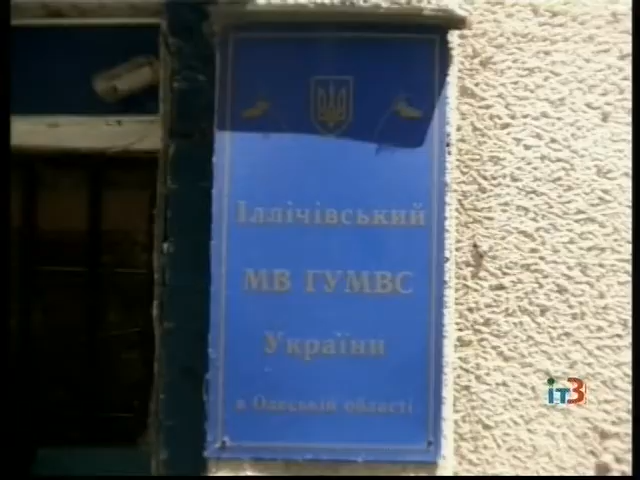 Іллічівський
МВ ГУМВС
України
в Одеській області
іт3